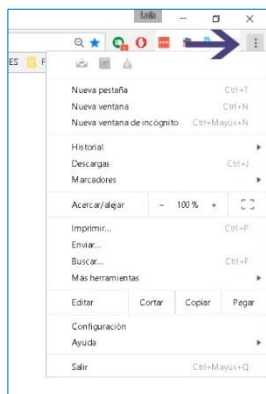 Lola
ES F
Nueva pestaña Ctrl+T
Nueva ventana Ctrl+N
Nueva ventana de incógnito Ctrl+Mayús+N
Historial
Descargas Ctrl+J
Marcadores
Acercar/alejar - 100 % +
Imprimir... Ctrl+P
Enviar...
Buscar... Ctrl+F
Más herramientas
Editar Cortar Copiar Pegar
Configuración
Ayuda
Salir Ctrl+Mayús+Q